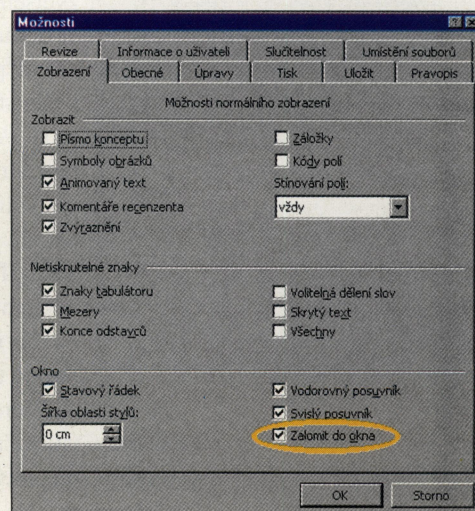 Možnosti
Revize Informace o uživateli Slučitelnost Umístění souborů
Zobrazení Obecné Úpravy Tisk Uložit Pravopis
Možnosti normálního zobrazení
Zobrazit
Písmo konceptu Záložky
Symboly obrázků Kódy polí
Animovaný text Stínování polí:
Komentáře recenzenta vždy
Zvýraznění
Netisknutelné znaky
Znaky tabulátoru Volitelná dělení slov
Mezery Skrytý text
Konce odstavců Všechny
Okno
Stavový řádek Vodorovný posuvník
Šířka oblasti stylů: Svislý posuvník
0 cm Zalomit do okna
OK Storno